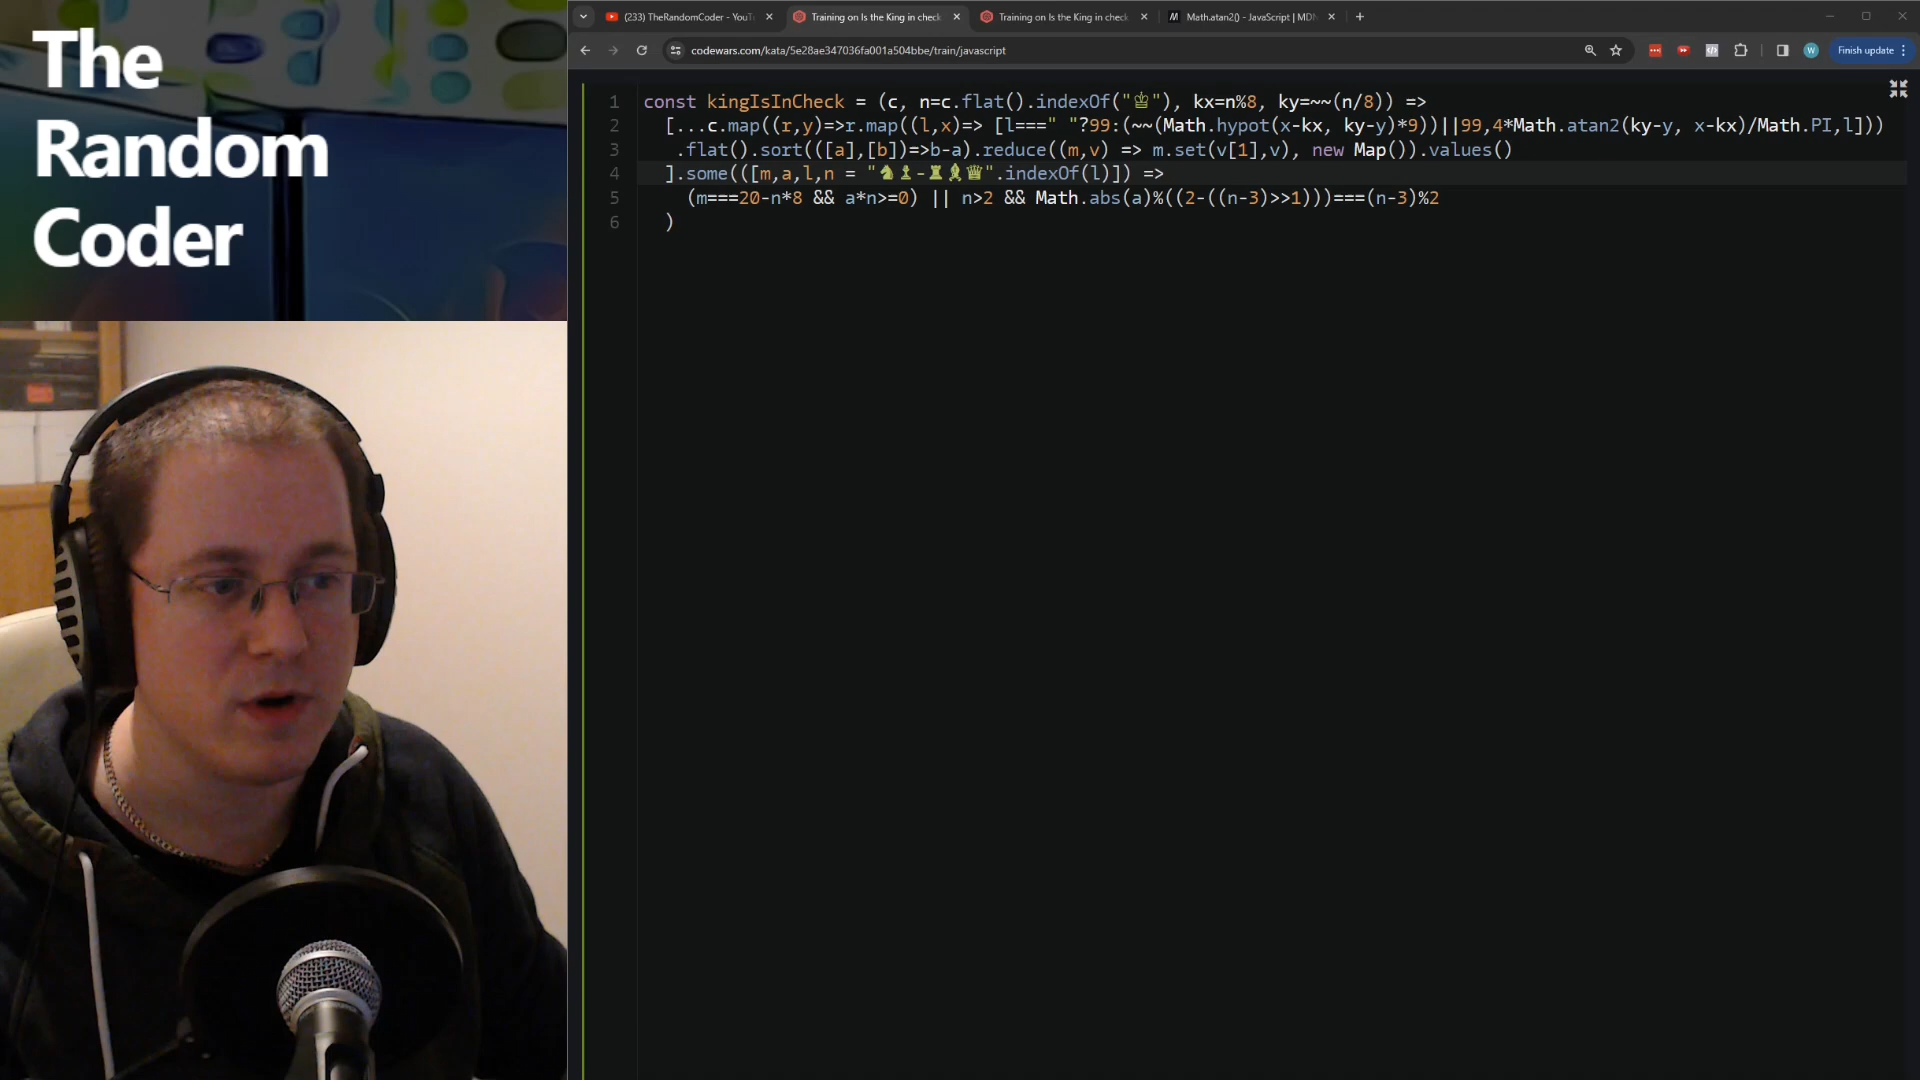 The
Random
Coder
(233) TheRandomCoder - YouT
Training on Is the King in check
Training on Is the King in check
Math.atan2() - JavaScript | MDN
codewars.com/kata/5e28ae347036fa001a504bbe/train/javascript
W
Finish update
1 const kingIsInCheck = (c, n=c.flat().indexOf("♔"), kx=n%8, ky=~~(n/8)) =>
2 [...c.map((r,y)=>r.map((l,x)=> [l===" "?99:(~~(Math.hypot(x-kx, ky-y)*9))||99,4*Math.atan2(ky-y, x-kx)/Math.PI,l]))
3 .flat().sort(([a],[b])=>b-a).reduce((m,v) => m.set(v[1],v), new Map()).values()
4 ].some(([m,a,l,n = "♞♟-♜♝♛".indexOf(l)]) =>
5 (m===20-n*8 && a*n>=0) || n>2 && Math.abs(a)%((2-((n-3)>>1)))===(n-3)%2
6 )